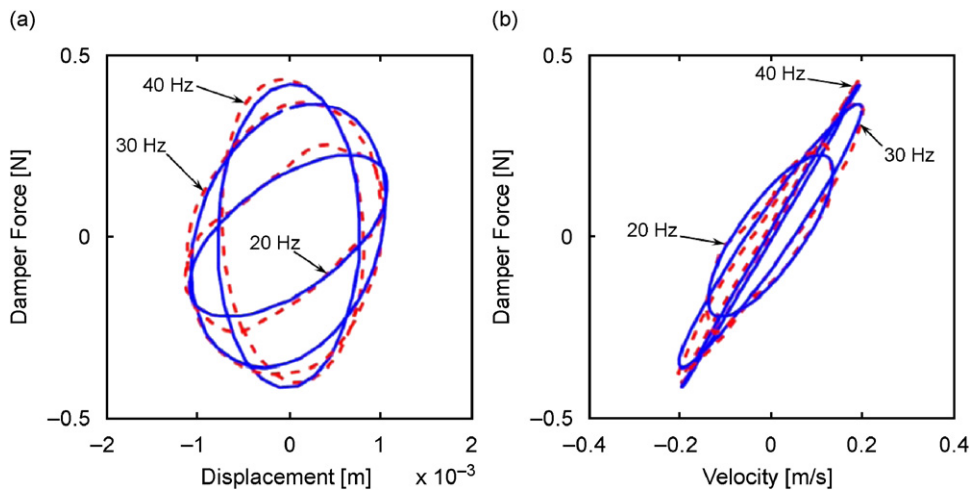 (a)
0.5
0
–0.5
–2
–1
0
1
2
Damper Force [N]
Displacement [m]
x 10⁻³
40 Hz
30 Hz
20 Hz
(b)
0.5
0
–0.5
–0.4
–0.2
0
0.2
0.4
Damper Force [N]
Velocity [m/s]
40 Hz
30 Hz
20 Hz